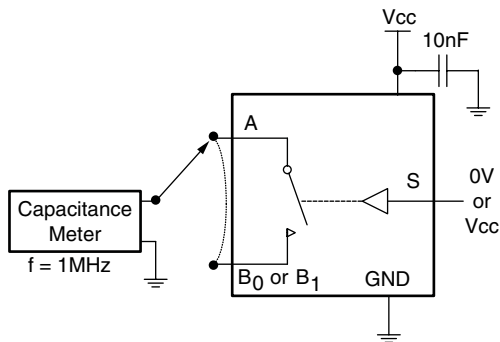 Vcc
10nF
A
S
0V
or
Vcc
Capacitance
Meter
f = 1MHz
B0 or B1
GND